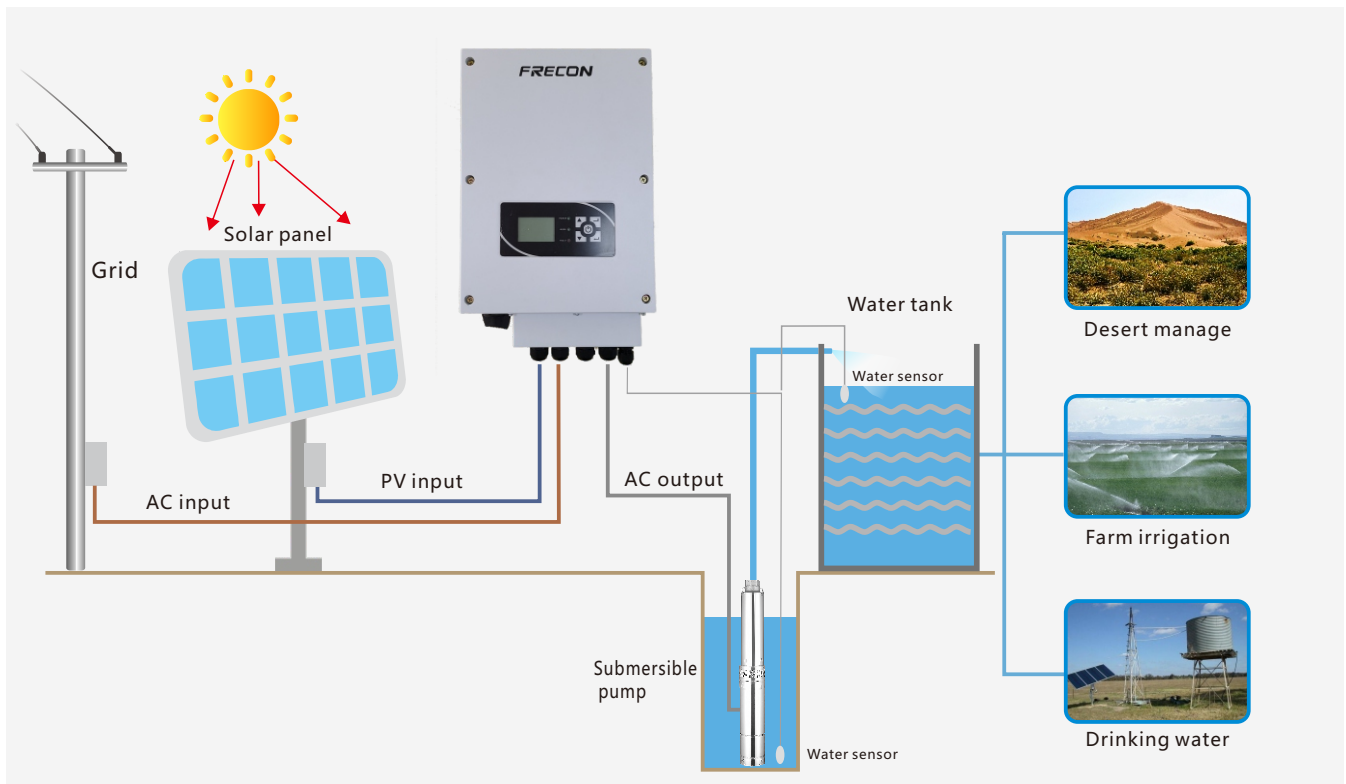 FRECON
Solar panel
Grid
Water tank
Water sensor
Desert manage
PV input
AC output
AC input
Farm irrigation
Submersible
pump
Water sensor
Drinking water